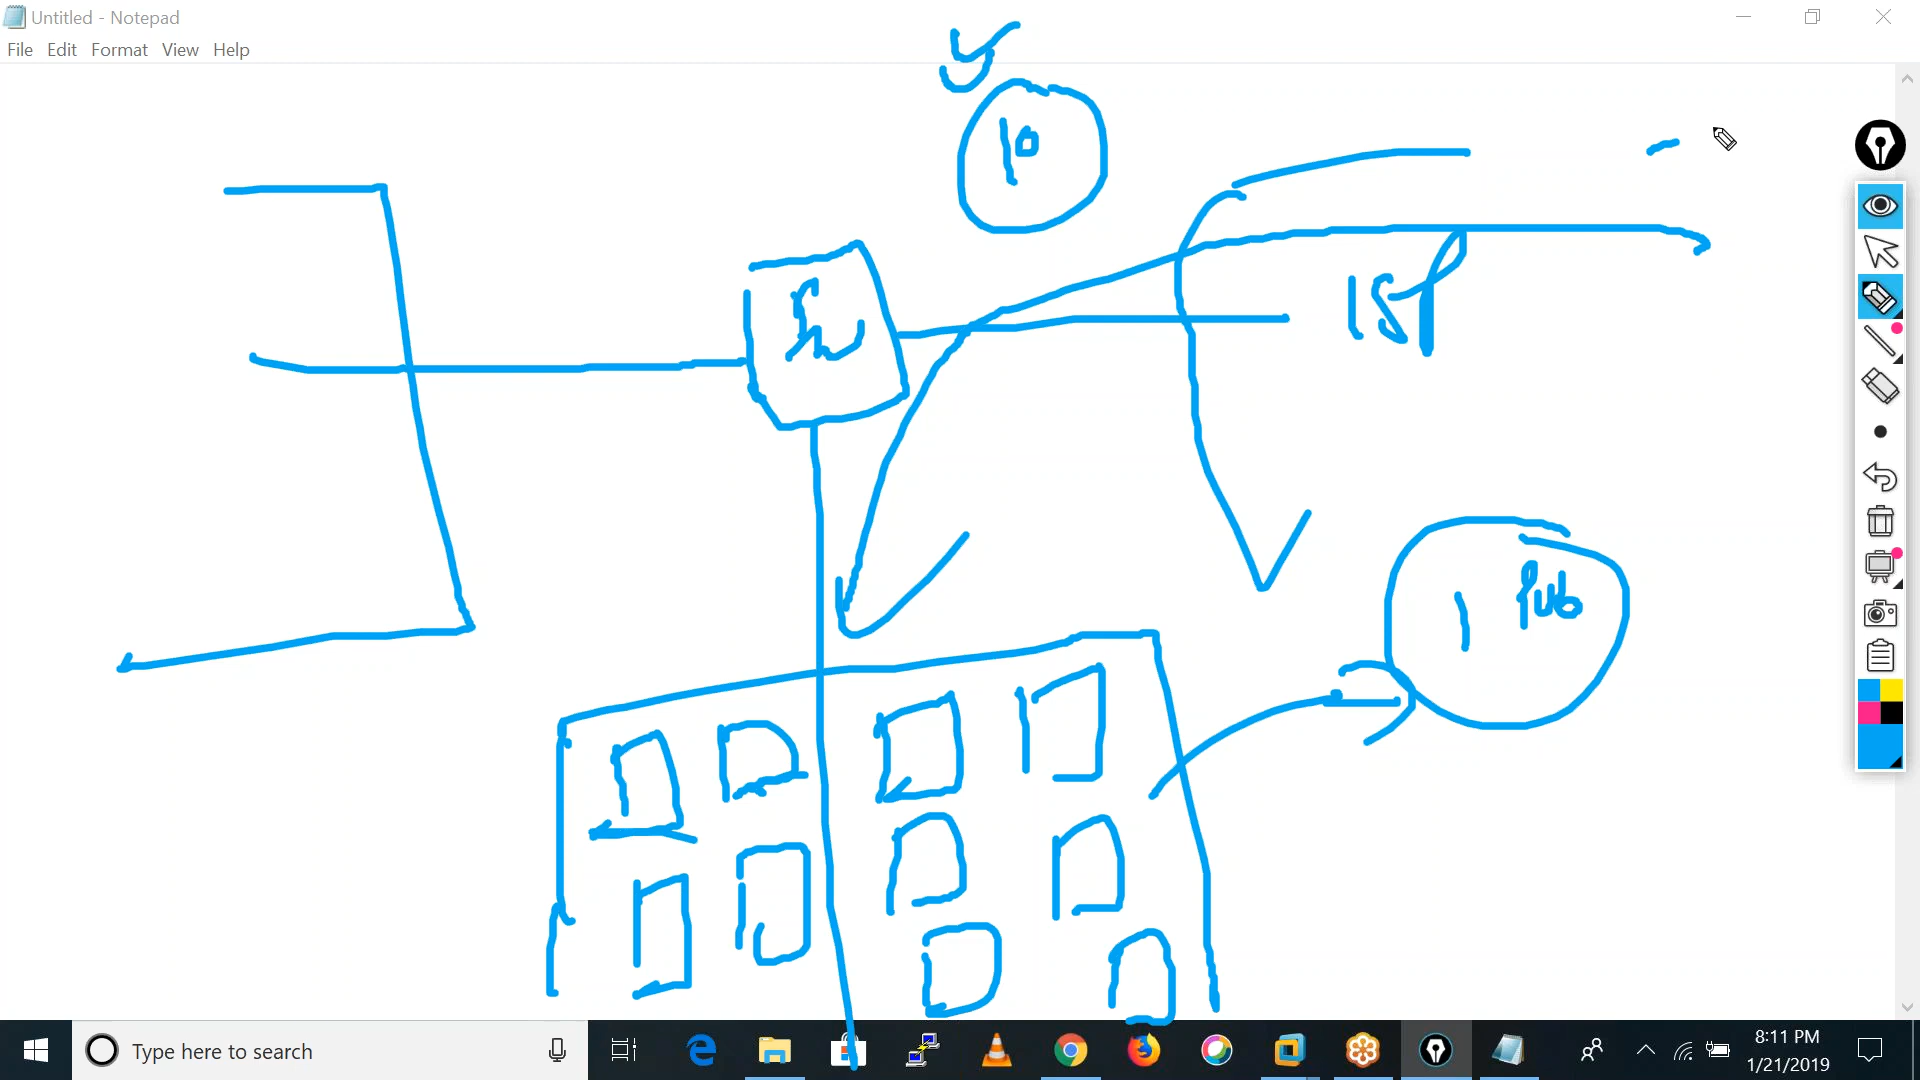 Untitled - Notepad
File Edit Format View Help
10
ISP
1 Pub
Type here to search
8:11 PM
1/21/2019